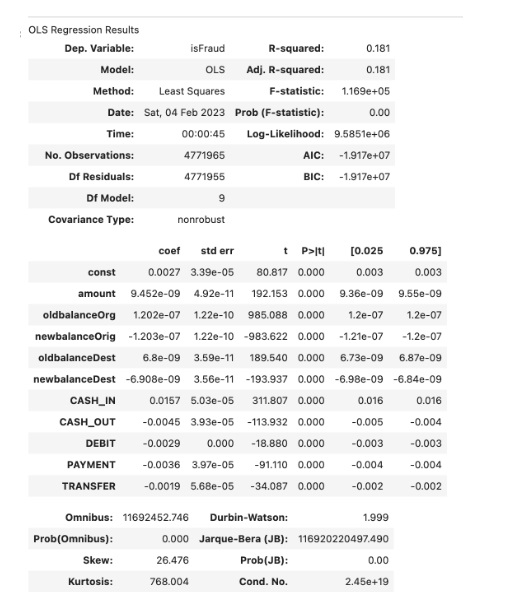 OLS Regression Results
Dep. Variable: isFraud R-squared: 0.181
Model: OLS Adj. R-squared: 0.181
Method: Least Squares F-statistic: 1.169e+05
Date: Sat, 04 Feb 2023 Prob (F-statistic): 0.00
Time: 00:00:45 Log-Likelihood: 9.5851e+06
No. Observations: 4771965 AIC: -1.917e+07
Df Residuals: 4771955 BIC: -1.917e+07
Df Model: 9
Covariance Type: nonrobust
coef std err t P>|t| [0.025 0.975]
const 0.0027 3.39e-05 80.817 0.000 0.003 0.003
amount 9.452e-09 4.92e-11 192.153 0.000 9.36e-09 9.55e-09
oldbalanceOrg 1.202e-07 1.22e-10 985.088 0.000 1.2e-07 1.2e-07
newbalanceOrig -1.203e-07 1.22e-10 -983.622 0.000 -1.21e-07 -1.2e-07
oldbalanceDest 6.8e-09 3.59e-11 189.540 0.000 6.73e-09 6.87e-09
newbalanceDest -6.908e-09 3.56e-11 -193.937 0.000 -6.98e-09 -6.84e-09
CASH_IN 0.0157 5.03e-05 311.807 0.000 0.016 0.016
CASH_OUT -0.0045 3.93e-05 -113.932 0.000 -0.005 -0.004
DEBIT -0.0029 0.000 -18.880 0.000 -0.003 -0.003
PAYMENT -0.0036 3.97e-05 -91.110 0.000 -0.004 -0.004
TRANSFER -0.0019 5.68e-05 -34.087 0.000 -0.002 -0.002
Omnibus: 11692452.746 Durbin-Watson: 1.999
Prob(Omnibus): 0.000 Jarque-Bera (JB): 116920220497.490
Skew: 26.476 Prob(JB): 0.00
Kurtosis: 768.004 Cond. No. 2.45e+19